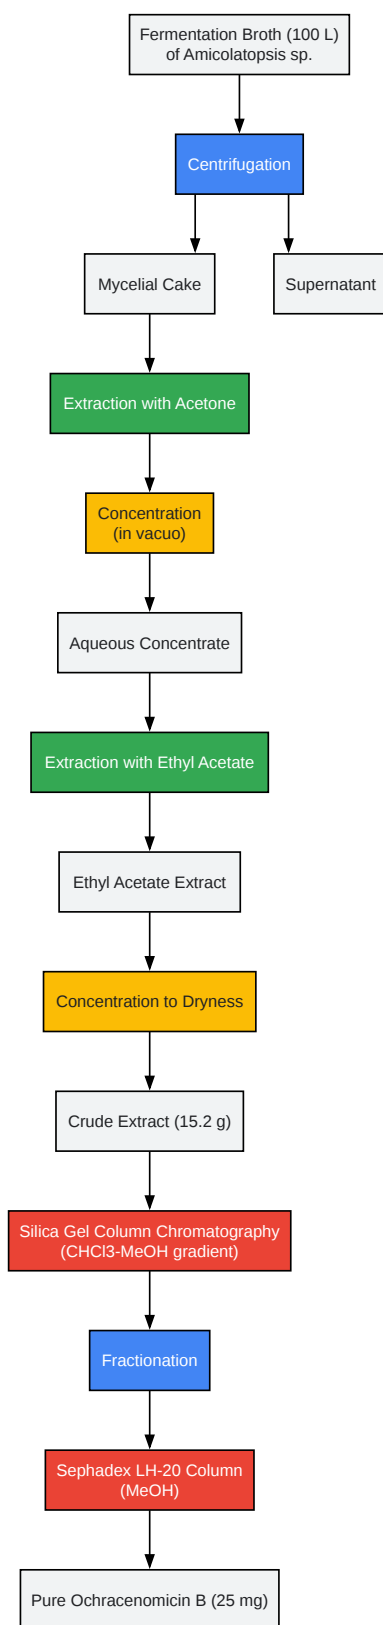 Fermentation Broth (100 L)
of Amicolatopsis sp.
Centrifugation
Mycelial Cake
Supernatant
Extraction with Acetone
Concentration
(in vacuo)
Aqueous Concentrate
Extraction with Ethyl Acetate
Ethyl Acetate Extract
Concentration to Dryness
Crude Extract (15.2 g)
Silica Gel Column Chromatography
(CHCl3-MeOH gradient)
Fractionation
Sephadex LH-20 Column
(MeOH)
Pure Ochracenomicin B (25 mg)